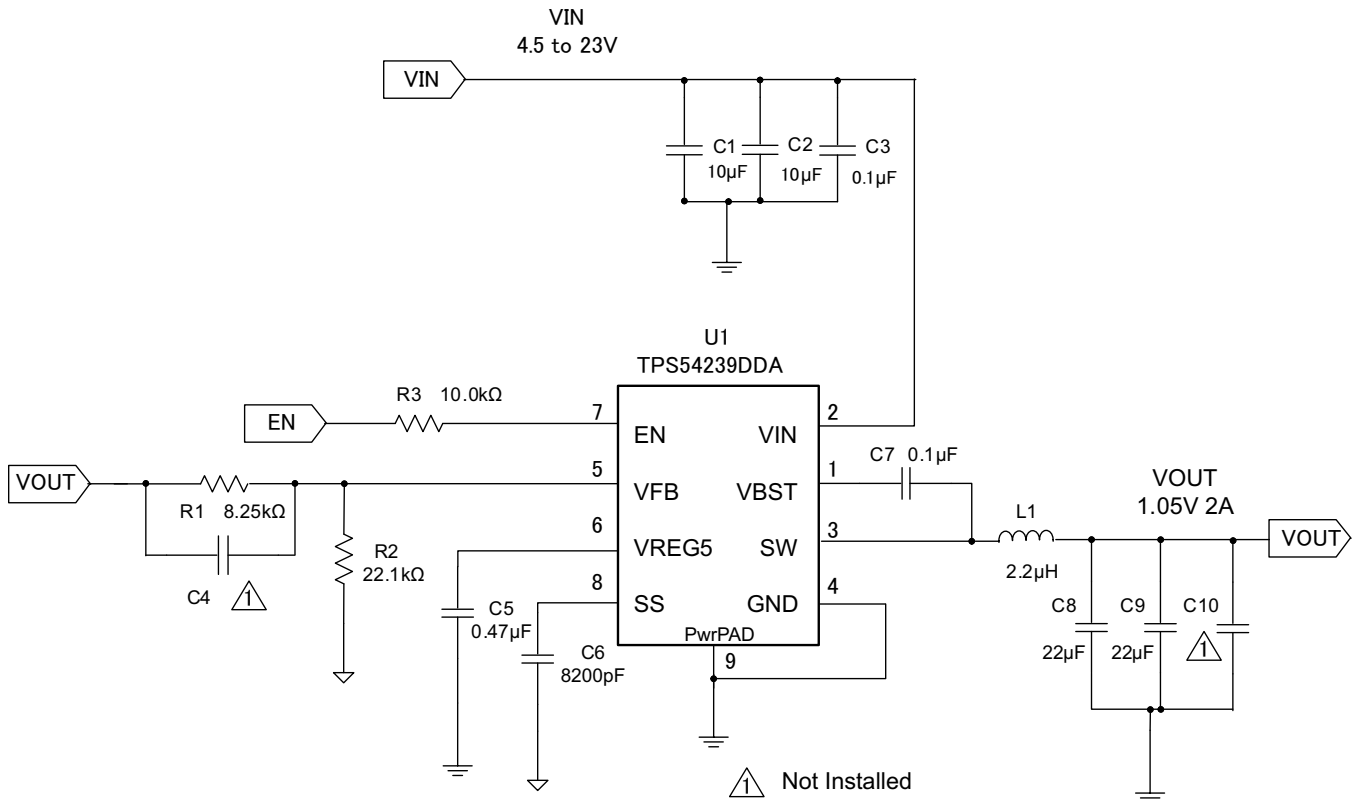 VIN
4.5 to 23V
VIN
C1
10µF
C2
10µF
C3
0.1µF
U1
TPS54239DDA
R3 10.0kΩ
EN
7
EN
VIN
2
VOUT
R1 8.25kΩ
C4
1
R2
22.1kΩ
5
VFB
VBST
1
C7 0.1µF
6
VREG5
SW
3
L1
2.2µH
VOUT
1.05V 2A
VOUT
8
SS
GND
4
PwrPAD
9
C5
0.47µF
C6
8200pF
C8
22µF
C9
22µF
C10
1
1 Not Installed